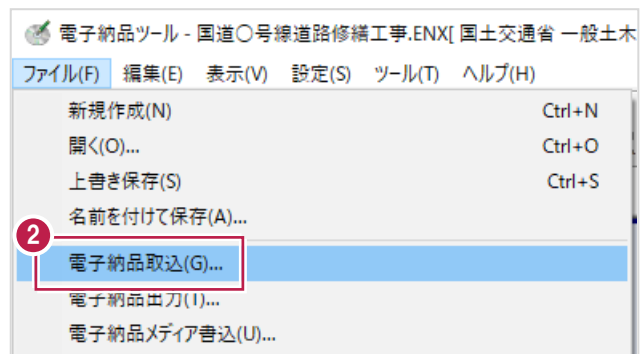 電子納品ツール - 国道○号線道路修繕工事.ENX[ 国土交通省 一般土木
ファイル(F) 編集(E) 表示(V) 設定(S) ツール(T) ヘルプ(H)
新規作成(N) Ctrl+N
開く(O)... Ctrl+O
上書き保存(S) Ctrl+S
名前を付けて保存(A)...
2
電子納品取込(G)...
電子納品出力(T)...
電子納品メディア書込(U)...